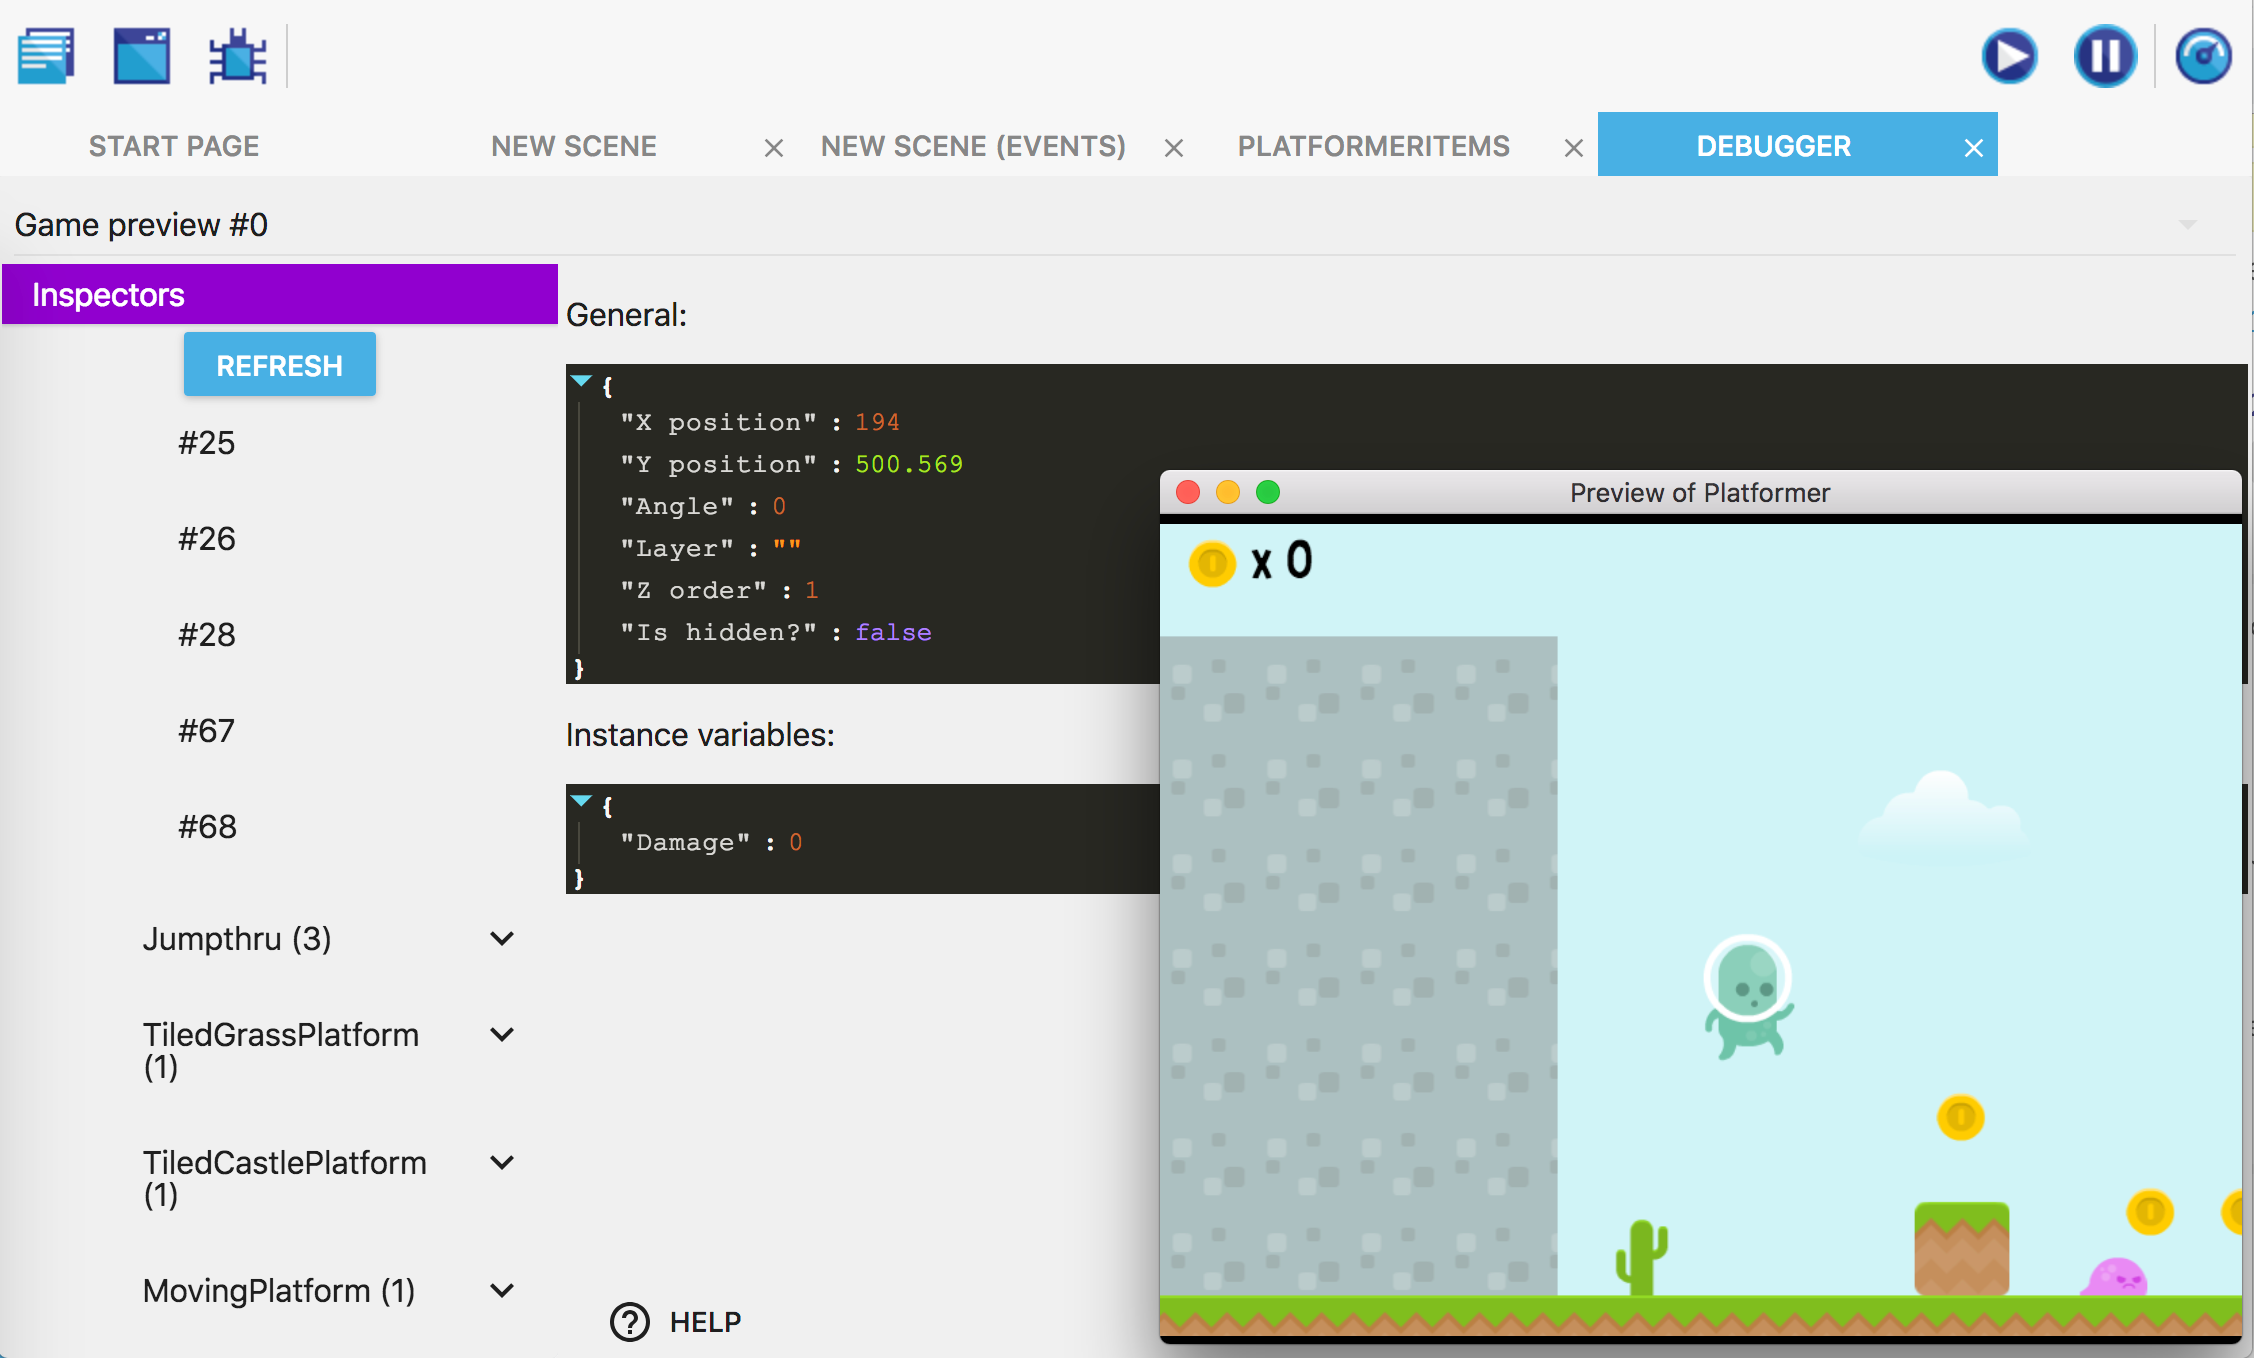 START PAGE
NEW SCENE
NEW SCENE (EVENTS)
PLATFORMERITEMS
DEBUGGER
Game preview #0
Inspectors
REFRESH
#25
#26
#28
#67
#68
Jumpthru (3)
TiledGrassPlatform
(1)
TiledCastlePlatform
(1)
MovingPlatform (1)
General:
{
"X position" : 194
"Y position" : 500.569
"Angle" : 0
"Layer" : ""
"Z order" : 1
"Is hidden?" : false
}
Instance variables:
{
"Damage" : 0
}
HELP
Preview of Platformer
x 0